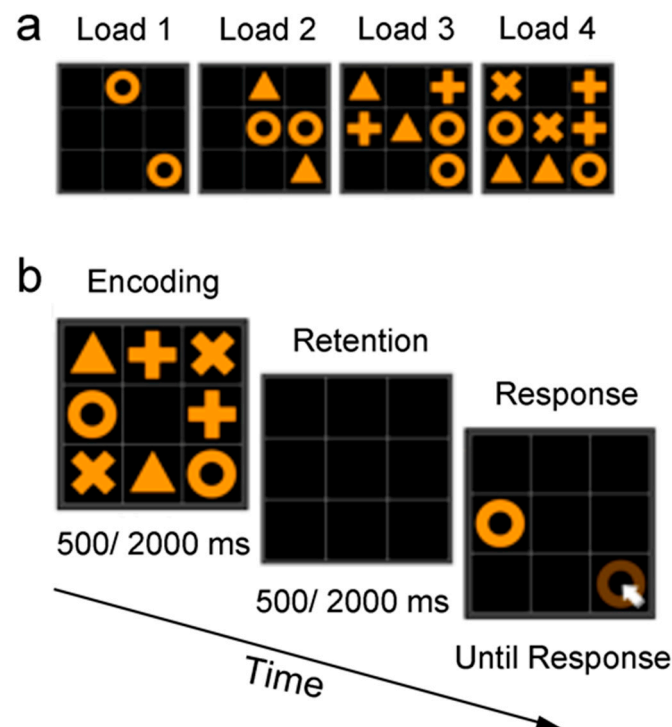 a
Load 1 Load 2 Load 3 Load 4
b
Encoding
Retention
Response
500/ 2000 ms
500/ 2000 ms
Until Response
Time